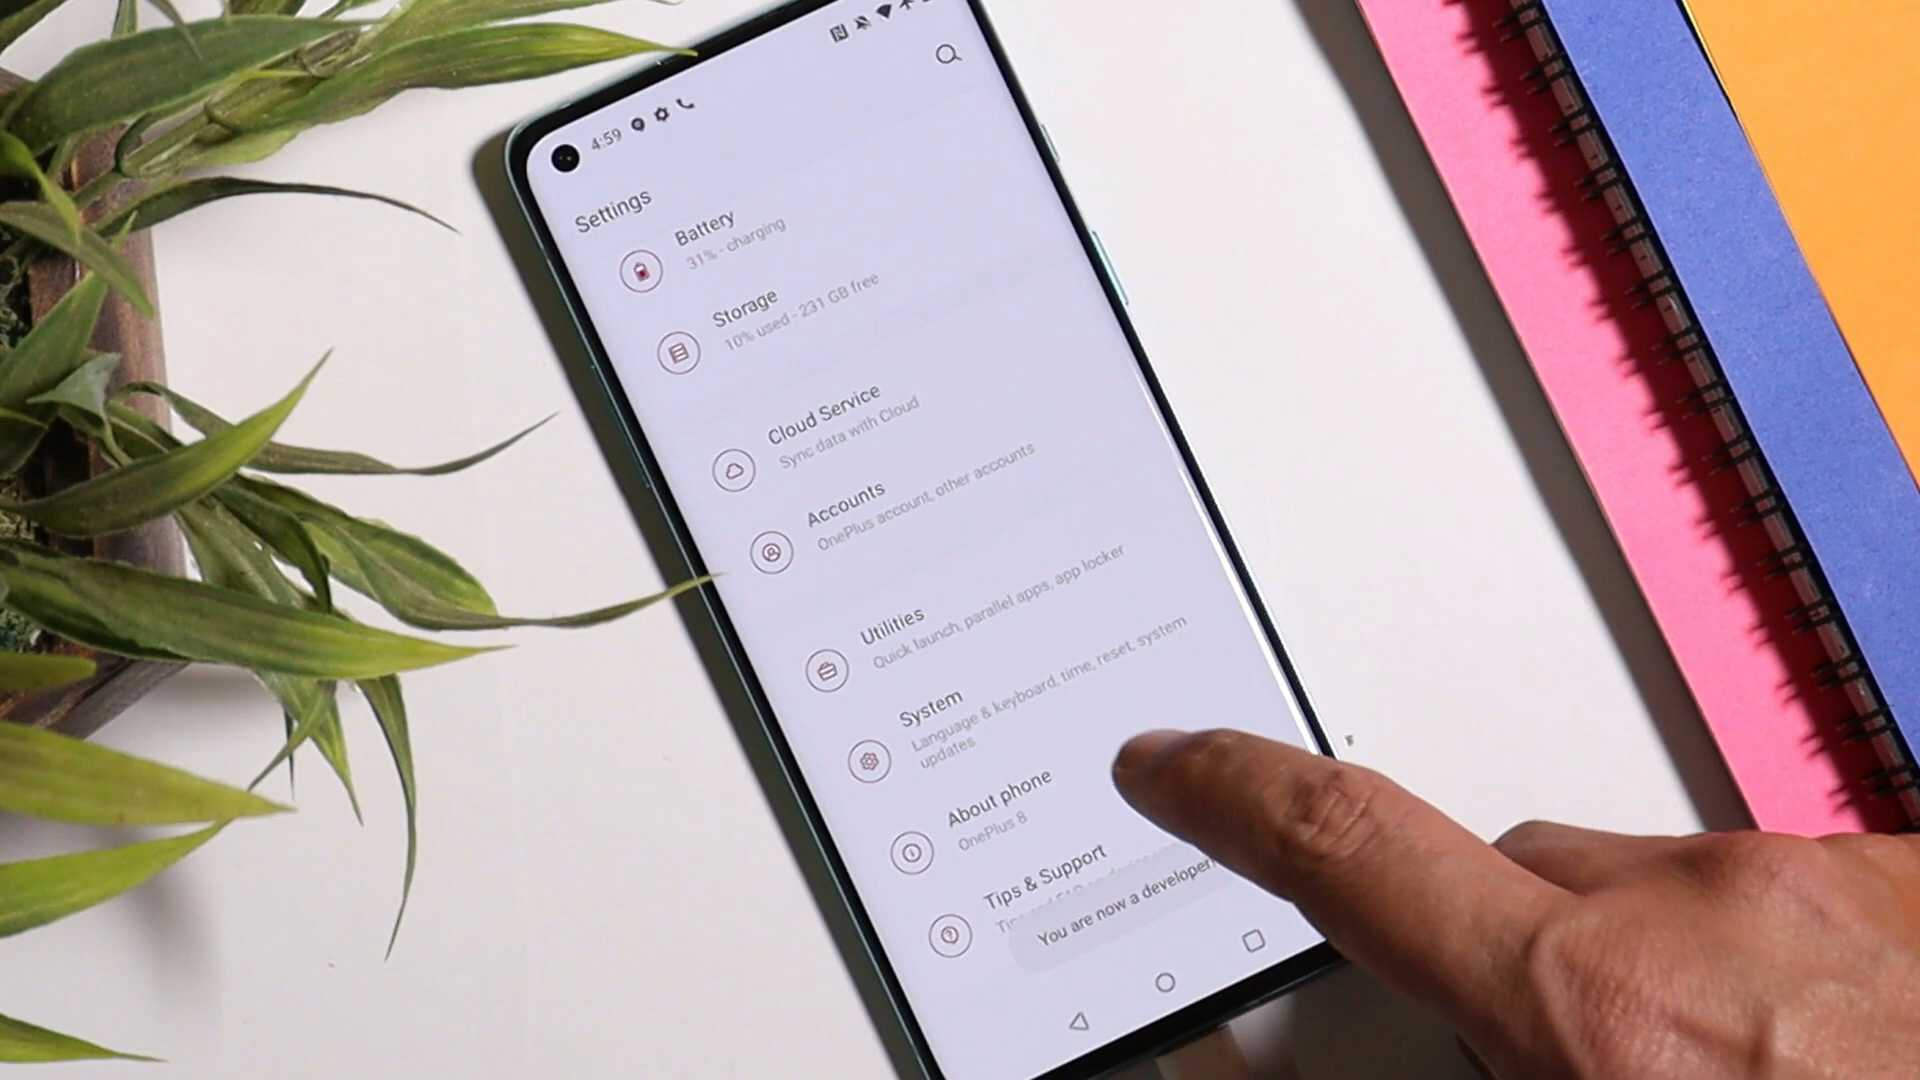 4:59
Settings
Battery
31% - charging
Storage
10% used - 231 GB free
Cloud Service
Sync data with Cloud
Accounts
OnePlus account, other accounts
Utilities
Quick launch, parallel apps, app locker
System
Language & keyboard, time, reset, system
updates
About phone
OnePlus 8
Tips & Support
You are now a developer!